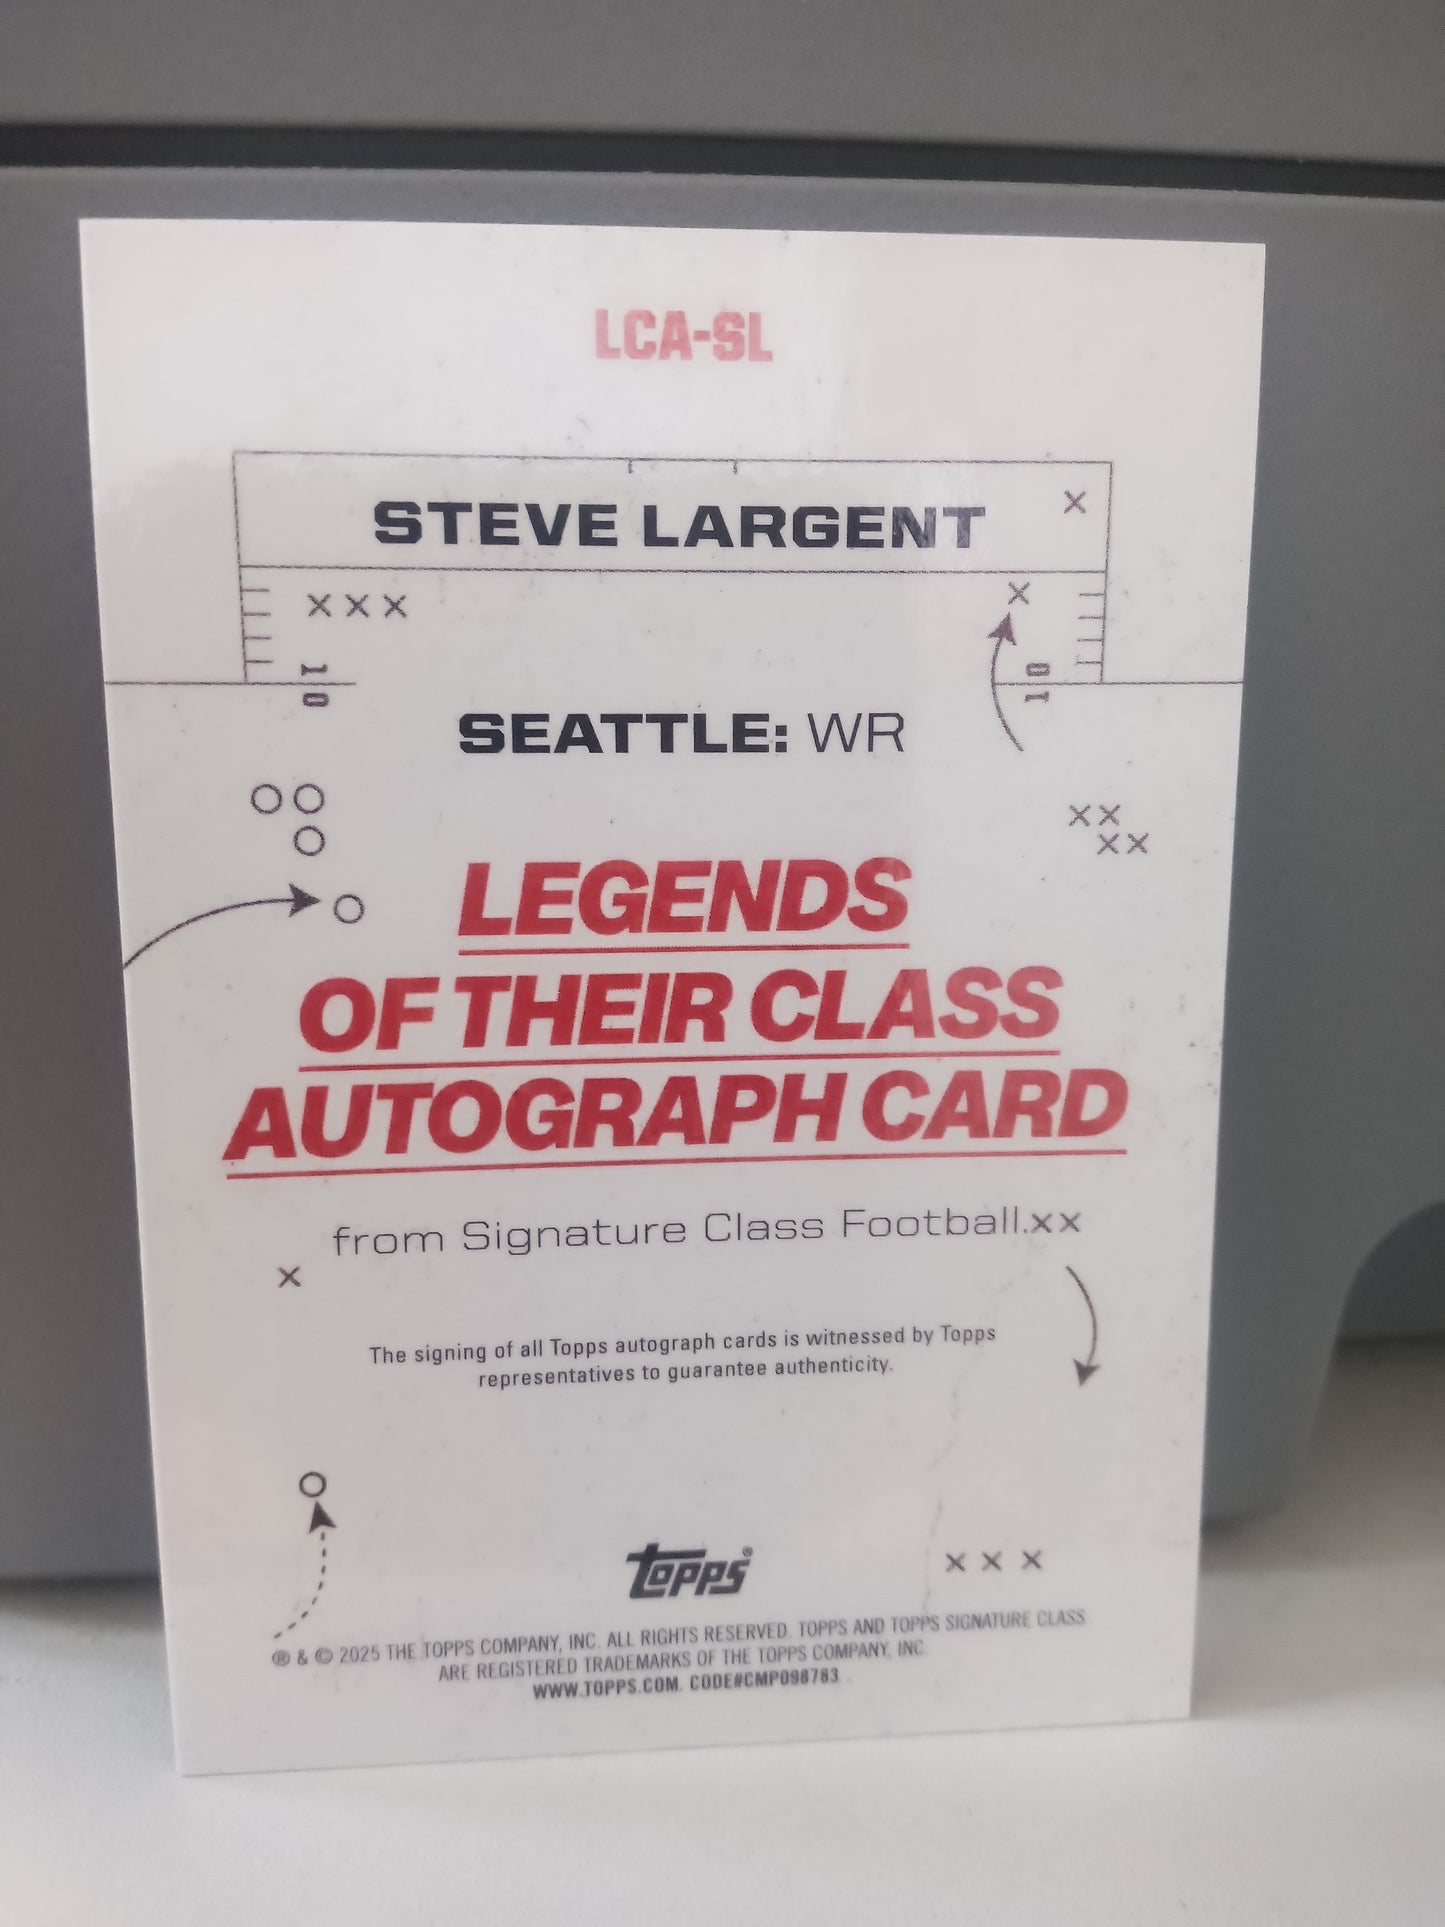 LCA-SL
STEVE LARGENT
X
X X X
X
10
10
SEATTLE: WR
O O
O
X X
X X
O
LEGENDS
OF THEIR CLASS
AUTOGRAPH CARD
from Signature Class Football.XX
X
The signing of all Topps autograph cards is witnessed by Topps
representatives to guarantee authenticity.
O
Topps®
X X X
® & © 2025 THE TOPPS COMPANY, INC. ALL RIGHTS RESERVED. TOPPS AND TOPPS SIGNATURE CLASS
ARE REGISTERED TRADEMARKS OF THE TOPPS COMPANY, INC.
WWW.TOPPS.COM. CODE#CMP098783